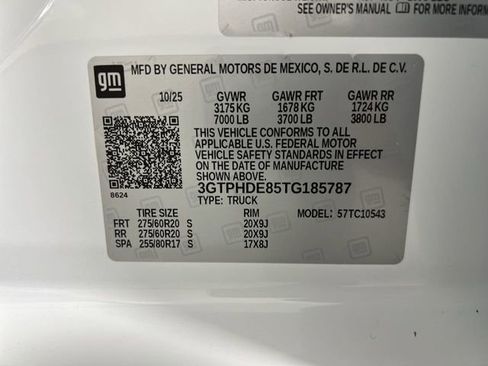 SEE OWNER'S MANUAL
FOR MORE
gm
MFD BY GENERAL MOTORS DE MEXICO, S. DE R.L. DE C.V.
10/25 GVWR GAWR FRT GAWR RR
3175 KG 1678 KG 1724 KG
7000 LB 3700 LB 3800 LB
THIS VEHICLE CONFORMS TO ALL
APPLICABLE U.S. FEDERAL MOTOR
VEHICLE SAFETY STANDARDS IN EFFECT
ON THE DATE OF MANUFACTURE SHOWN ABOVE.
8624
3GTPHDE85TG185787
TYPE: TRUCK MODEL: 57TC10543
TIRE SIZE RIM
FRT 275/60R20 S 20X9J
RR 275/60R20 S 20X9J
SPA 255/80R17 S 17X8J